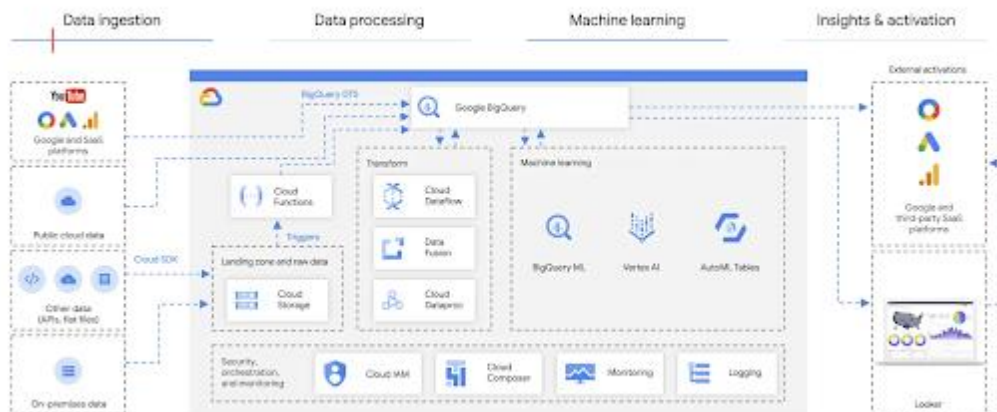 Data ingestion
Data processing
Machine learning
Insights & activation
External activations
YouTube
Google and SaaS
platforms
BigQuery DTS
Google BigQuery
Transform
Machine learning
Cloud
Functions
Cloud
Dataflow
Public cloud data
Triggers
Data
Fusion
BigQuery ML
Vertex AI
AutoML Tables
Google and
third-party SaaS
platforms
Cloud SDK
Landing zone and raw data
Cloud
Storage
Cloud
Dataproc
Other data
(APIs, flat files)
Security,
orchestration,
and monitoring
Cloud IAM
Cloud
Composer
Monitoring
Logging
On-premises data
Looker